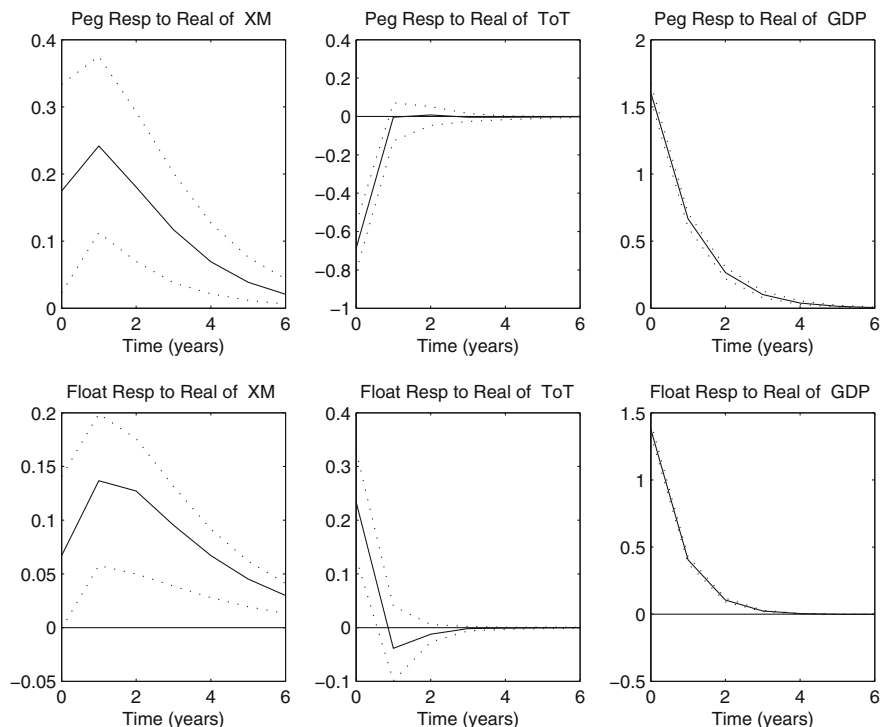 Peg Resp to Real of XM
0.4
0.3
0.2
0.1
0
0 2 4 6
Time (years)
Peg Resp to Real of ToT
0.4
0.2
0
−0.2
−0.4
−0.6
−0.8
−1
0 2 4 6
Time (years)
Peg Resp to Real of GDP
2
1.5
1
0.5
0
0 2 4 6
Time (years)
Float Resp to Real of XM
0.2
0.15
0.1
0.05
0
−0.05
0 2 4 6
Time (years)
Float Resp to Real of ToT
0.4
0.3
0.2
0.1
0
−0.1
0 2 4 6
Time (years)
Float Resp to Real of GDP
1.5
1
0.5
0
−0.5
0 2 4 6
Time (years)